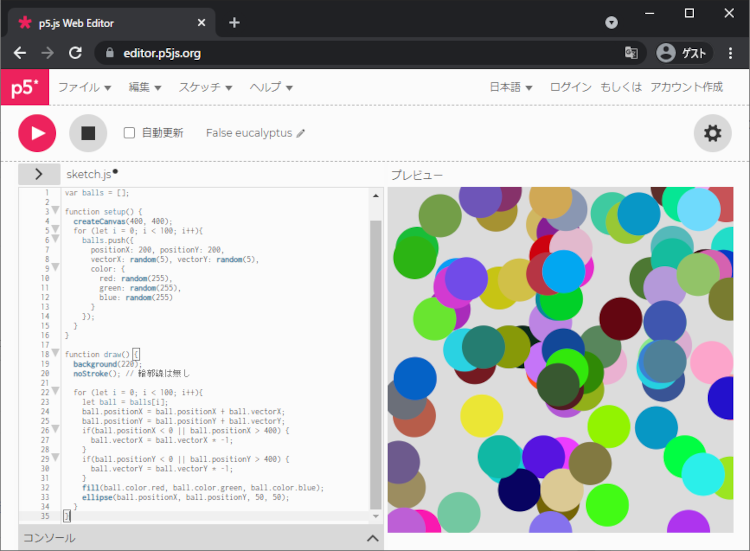 p5.js Web Editor
editor.p5js.org
ゲスト
p5*
ファイル 編集 スケッチ ヘルプ 日本語 ログイン もしくは アカウント作成
自動更新 False eucalyptus
sketch.js
プレビュー
1 var balls = [];
2
3 function setup() {
4 createCanvas(400, 400);
5 for (let i = 0; i < 100; i++){
6 balls.push({
7 positionX: 200, positionY: 200,
8 vectorX: random(5), vectorY: random(5),
9 color: {
10 red: random(255),
11 green: random(255),
12 blue: random(255)
13 }
14 });
15 }
16 }
17
18 function draw() {
19 background(220);
20 noStroke(); // 輪郭線は無し
21
22 for (let i = 0; i < 100; i++){
23 let ball = balls[i];
24 ball.positionX = ball.positionX + ball.vectorX;
25 ball.positionY = ball.positionY + ball.vectorY;
26 if(ball.positionX < 0 || ball.positionX > 400) {
27 ball.vectorX = ball.vectorX * -1;
28 }
29 if(ball.positionY < 0 || ball.positionY > 400) {
30 ball.vectorY = ball.vectorY * -1;
31 }
32 fill(ball.color.red, ball.color.green, ball.color.blue);
33 ellipse(ball.positionX, ball.positionY, 50, 50);
34 }
35 }
コンソール